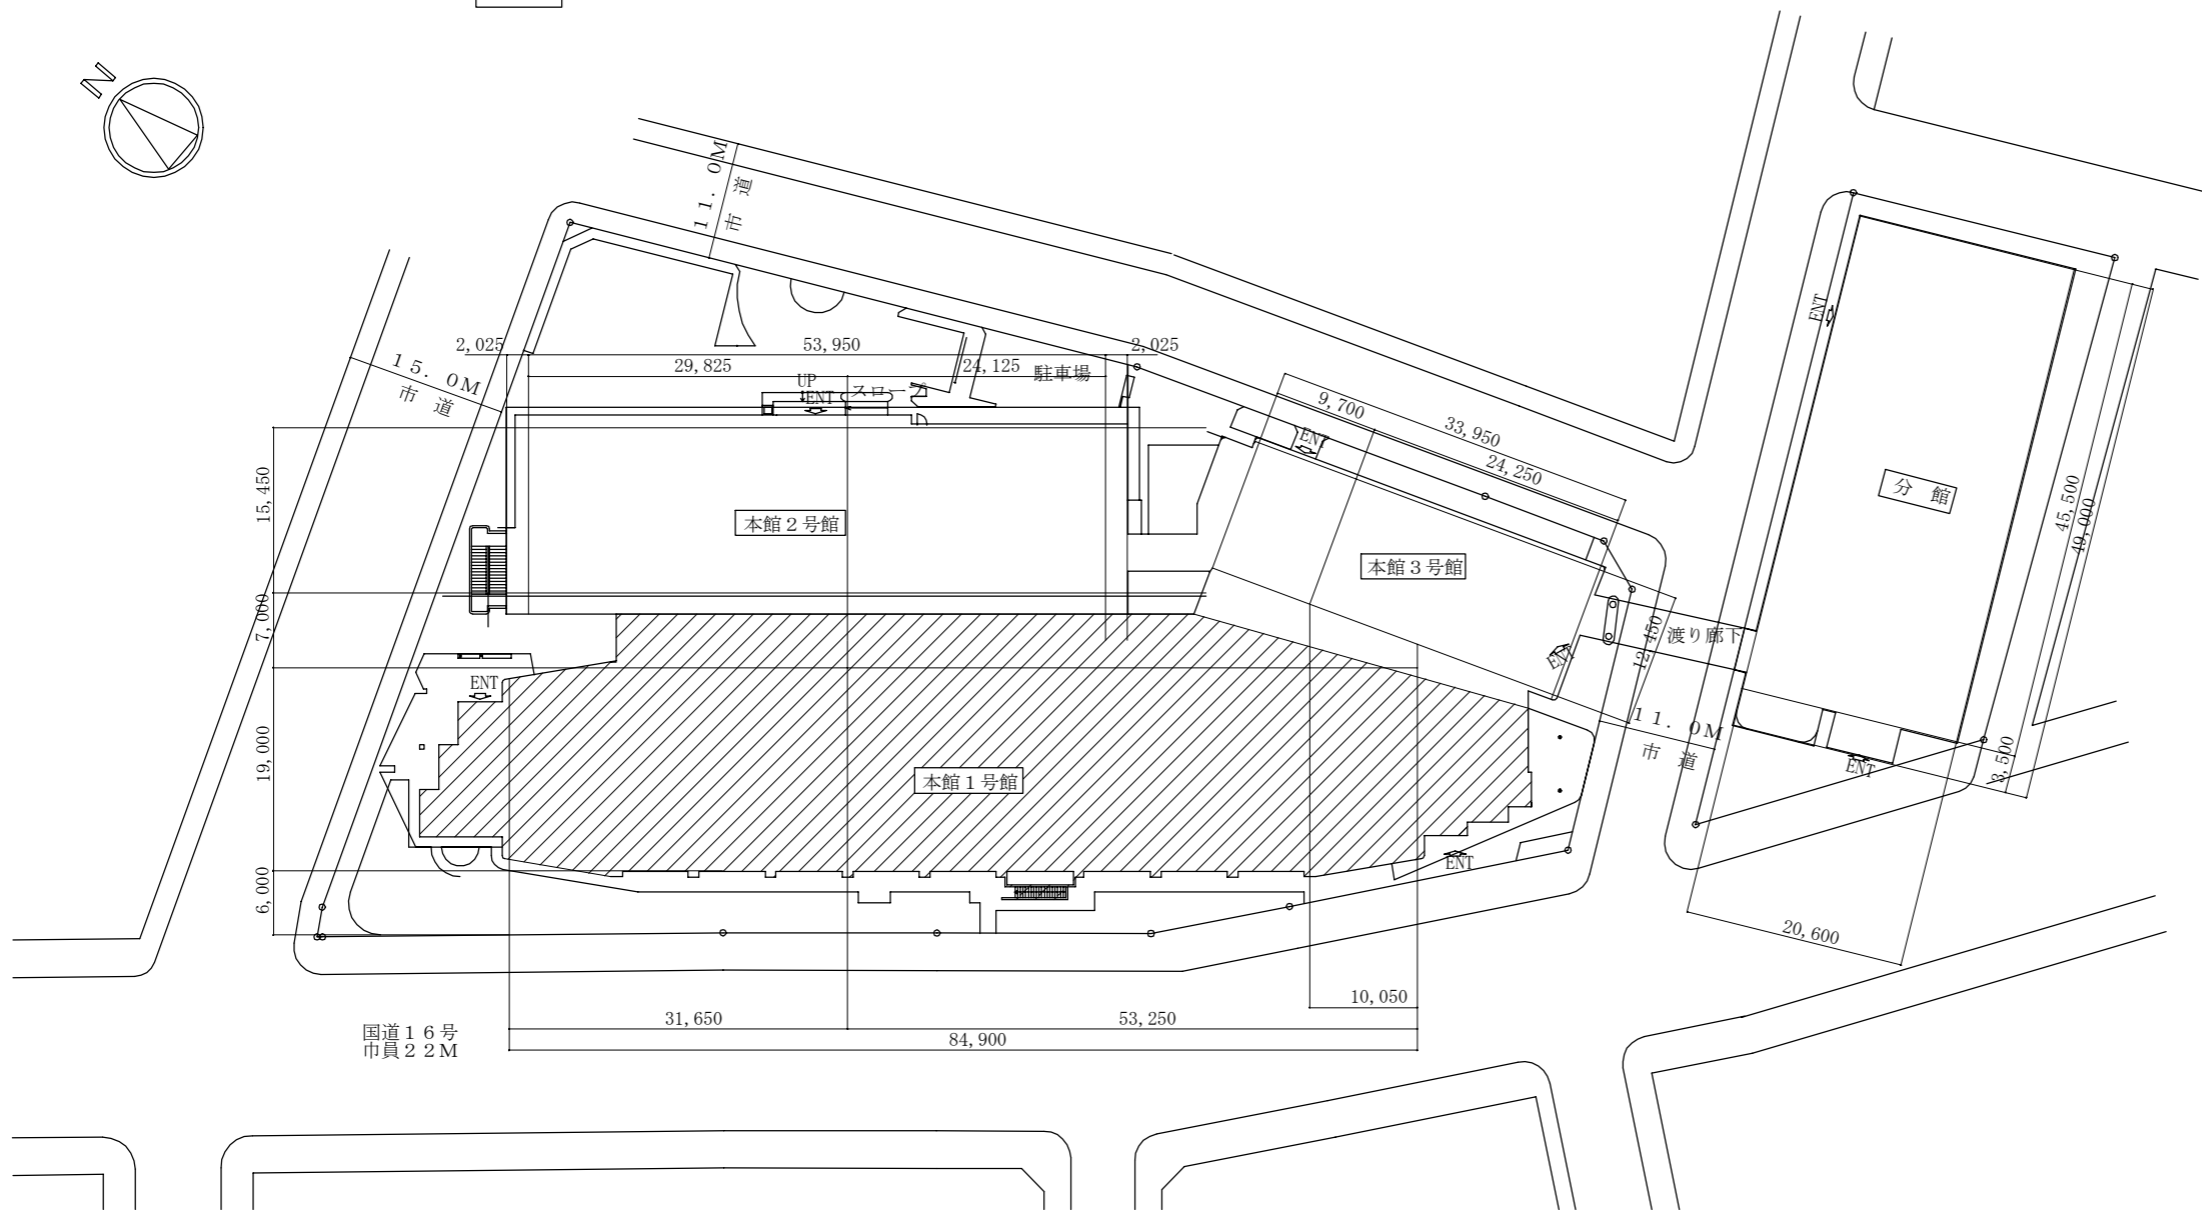 N
１１．０M
市　道
１５．０M
市　道
2,025
53,950
2,025
29,825
24,125
駐車場
UP
ENT
スロープ
9,700
33,950
24,250
ENT
ENT
分　館
45,500
49,000
15,450
本館２号館
本館３号館
7,000
12,450
渡り廊下
ENT
ENT
１１．０M
市　道
19,000
本館１号館
3,500
ENT
ENT
6,000
20,600
10,050
31,650
53,250
84,900
国道１６号
巾員２２M